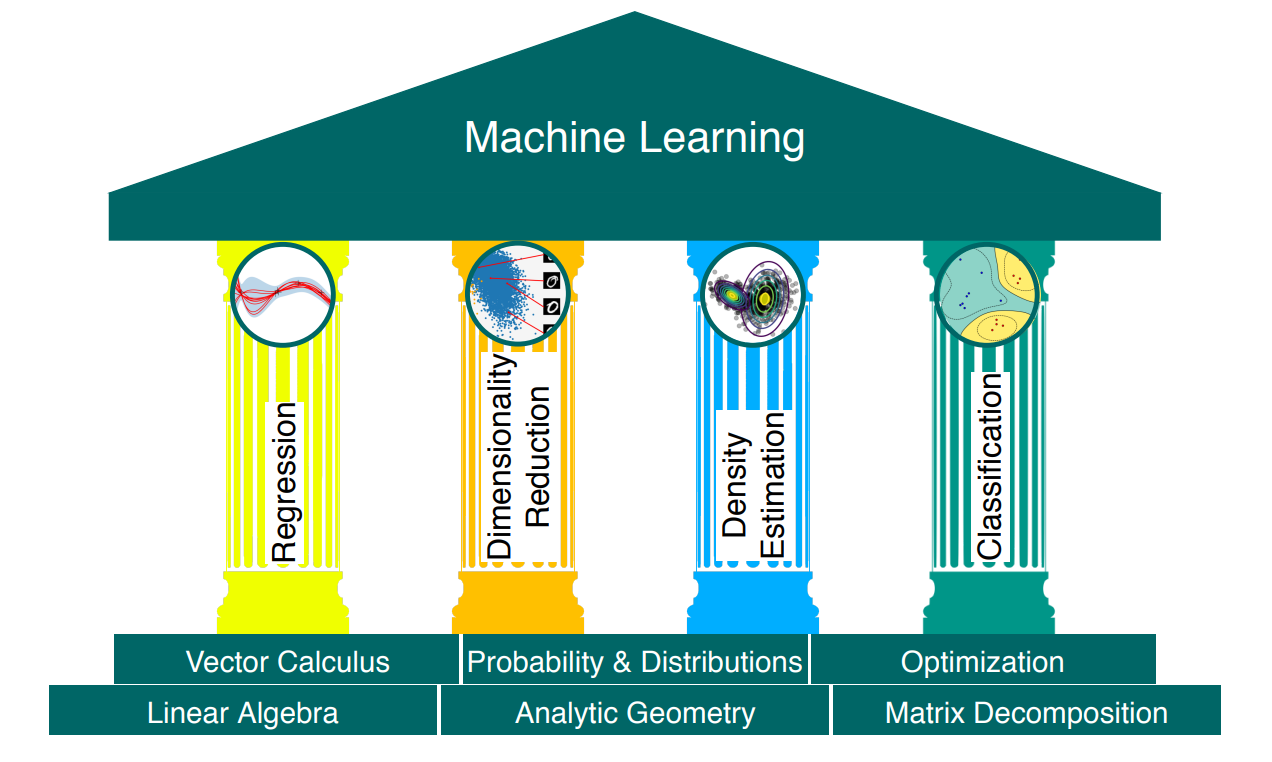 Machine Learning
Regression
Dimensionality
Reduction
Density
Estimation
Classification
Vector Calculus
Probability & Distributions
Optimization
Linear Algebra
Analytic Geometry
Matrix Decomposition